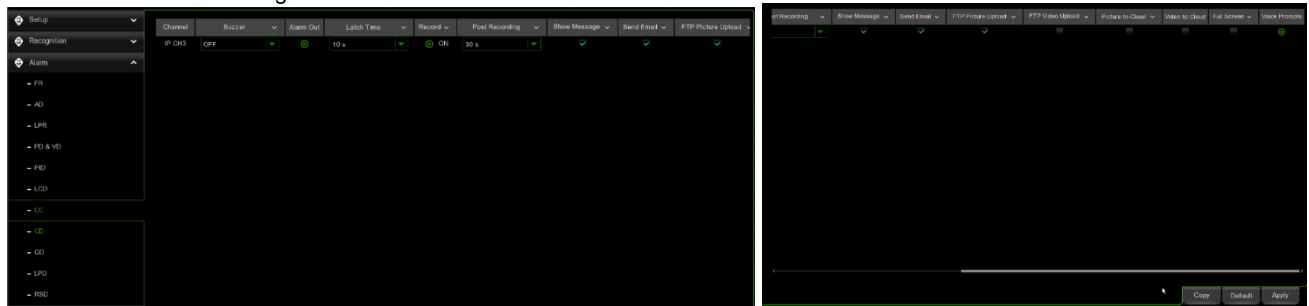 Setup
Recognition
Alarm
– FR
– AD
– LPR
– PD & VD
– PID
– LCD
– CC
– CD
– QD
– LPD
– RSD
Channel Buzzer Alarm Out Latch Time Record Post Recording Show Message Send Email FTP Picture Upload
IP CH3 OFF 10 s ON 30 s
st Recording Show Message Send Email FTP Picture Upload FTP Video Upload Picture to Cloud Video to Cloud Full Screen Voice Prompts
Copy Default Apply